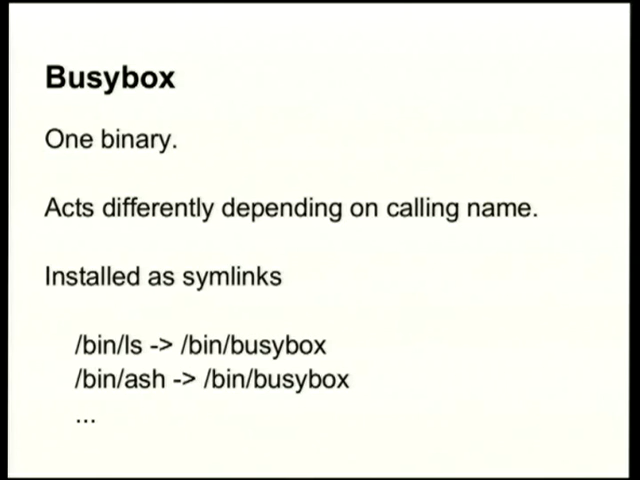 Busybox
One binary.
Acts differently depending on calling name.
Installed as symlinks
/bin/ls -> /bin/busybox
/bin/ash -> /bin/busybox
...